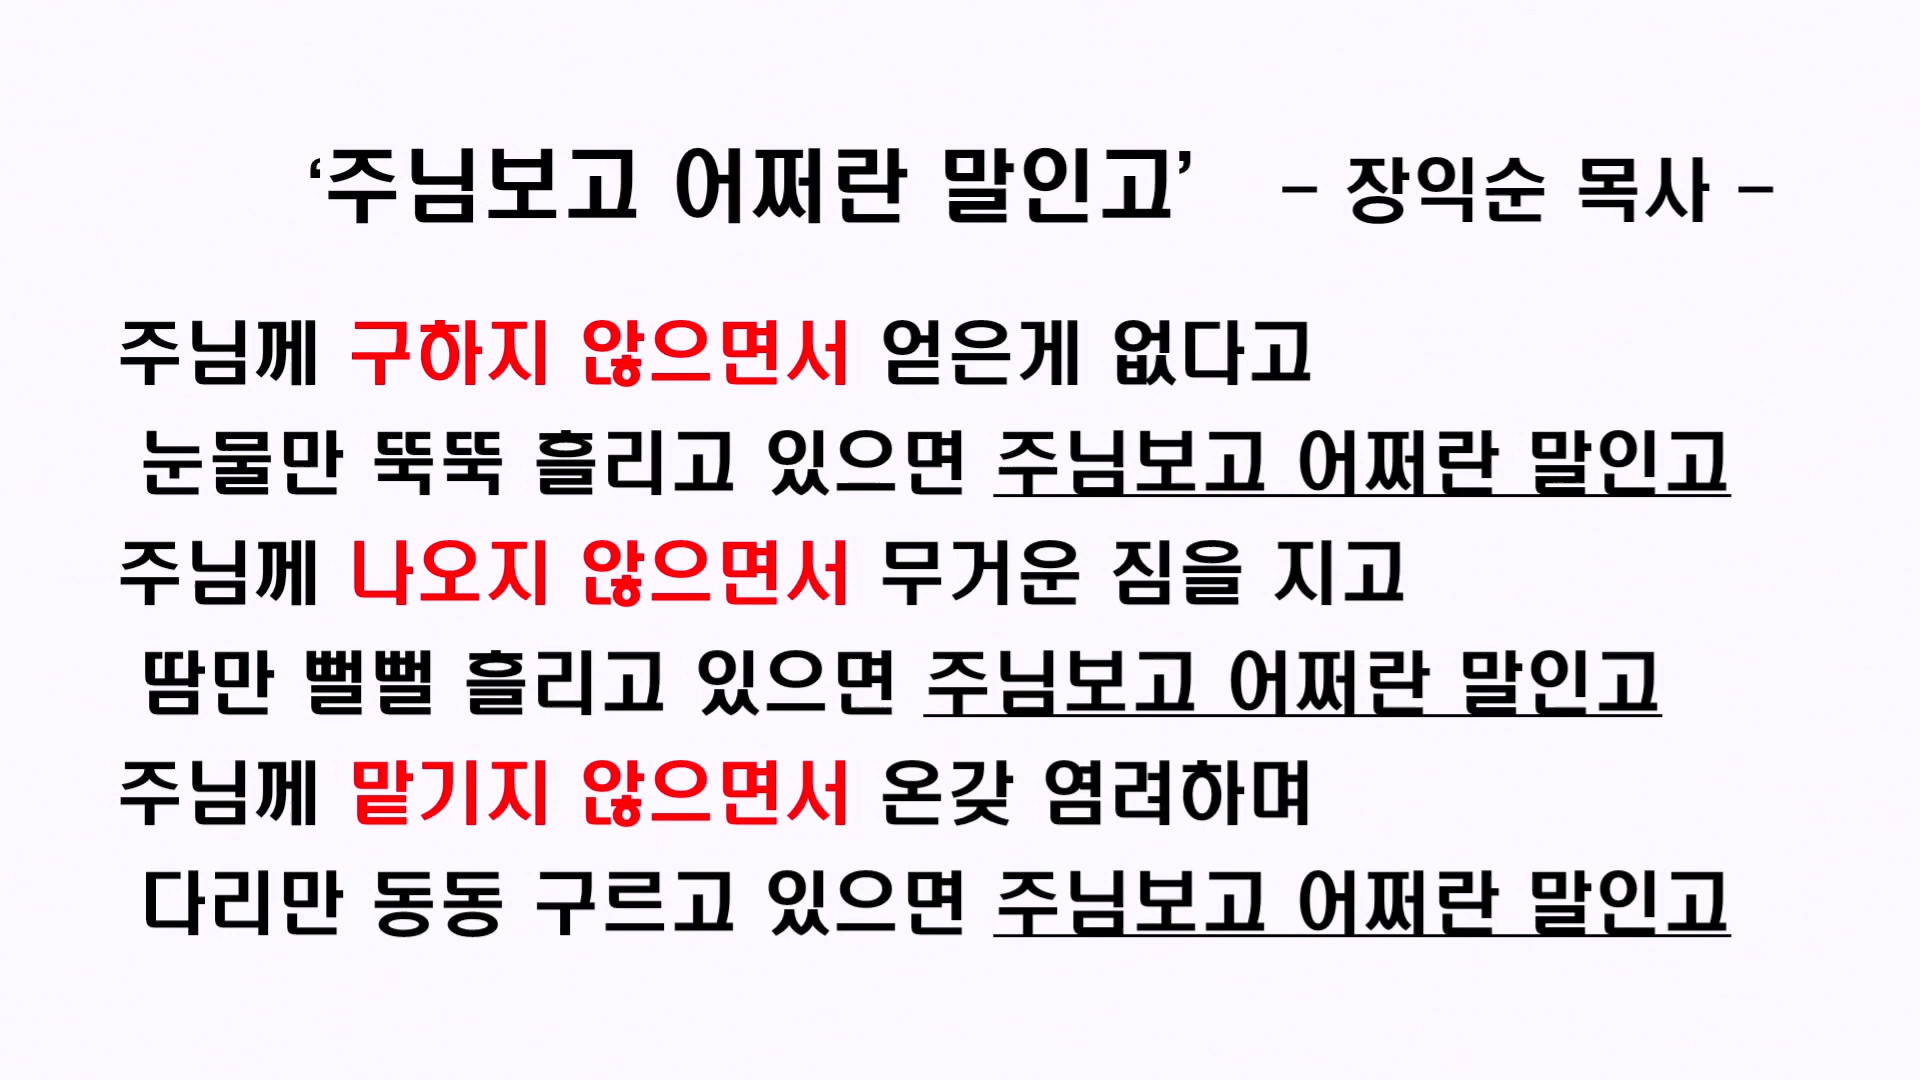 ‘주님보고 어쩌란 말인고’ - 장익순 목사 -
주님께 구하지 않으면서 얻은게 없다고
눈물만 뚝뚝 흘리고 있으면 주님보고 어쩌란 말인고
주님께 나오지 않으면서 무거운 짐을 지고
땀만 뻘뻘 흘리고 있으면 주님보고 어쩌란 말인고
주님께 맡기지 않으면서 온갖 염려하며
다리만 동동 구르고 있으면 주님보고 어쩌란 말인고